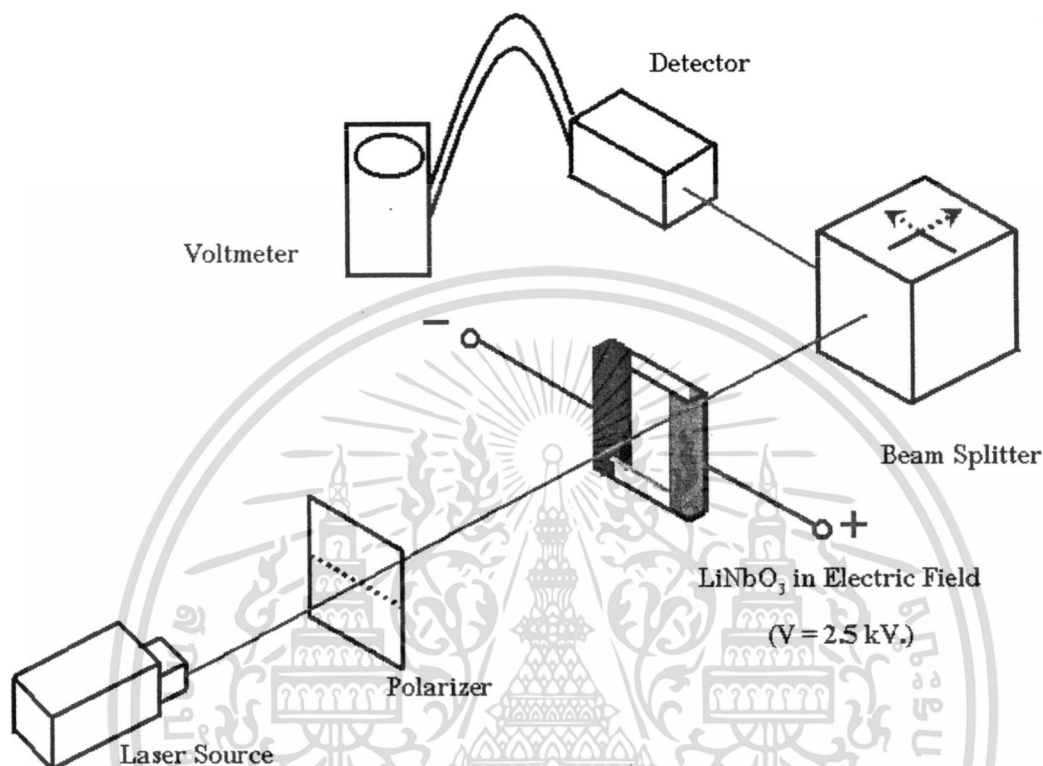 Detector
Voltmeter
−
Beam Splitter
+
LiNbO₃ in Electric Field
(V = 2.5 kV.)
Polarizer
Laser Source